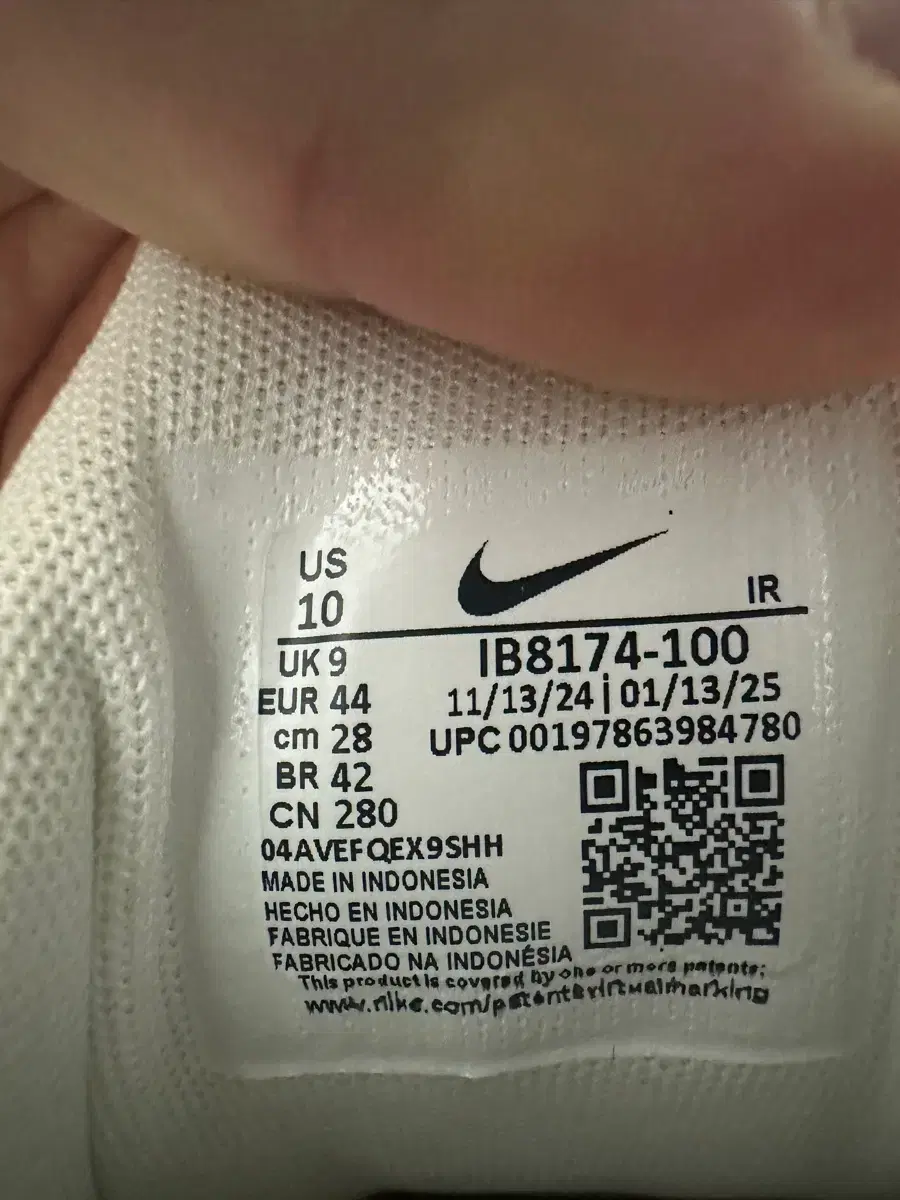 US
10
IR
UK 9
IB8174-100
EUR 44
11/13/24 | 01/13/25
cm 28
UPC 00197863984780
BR 42
CN 280
04AVEFQEX9SHH
MADE IN INDONESIA
HECHO EN INDONESIA
FABRIQUE EN INDONESIE
FABRICADO NA INDONÉSIA
This product is covered by one or more patents:
www.nike.com/patentsvirtualmarking